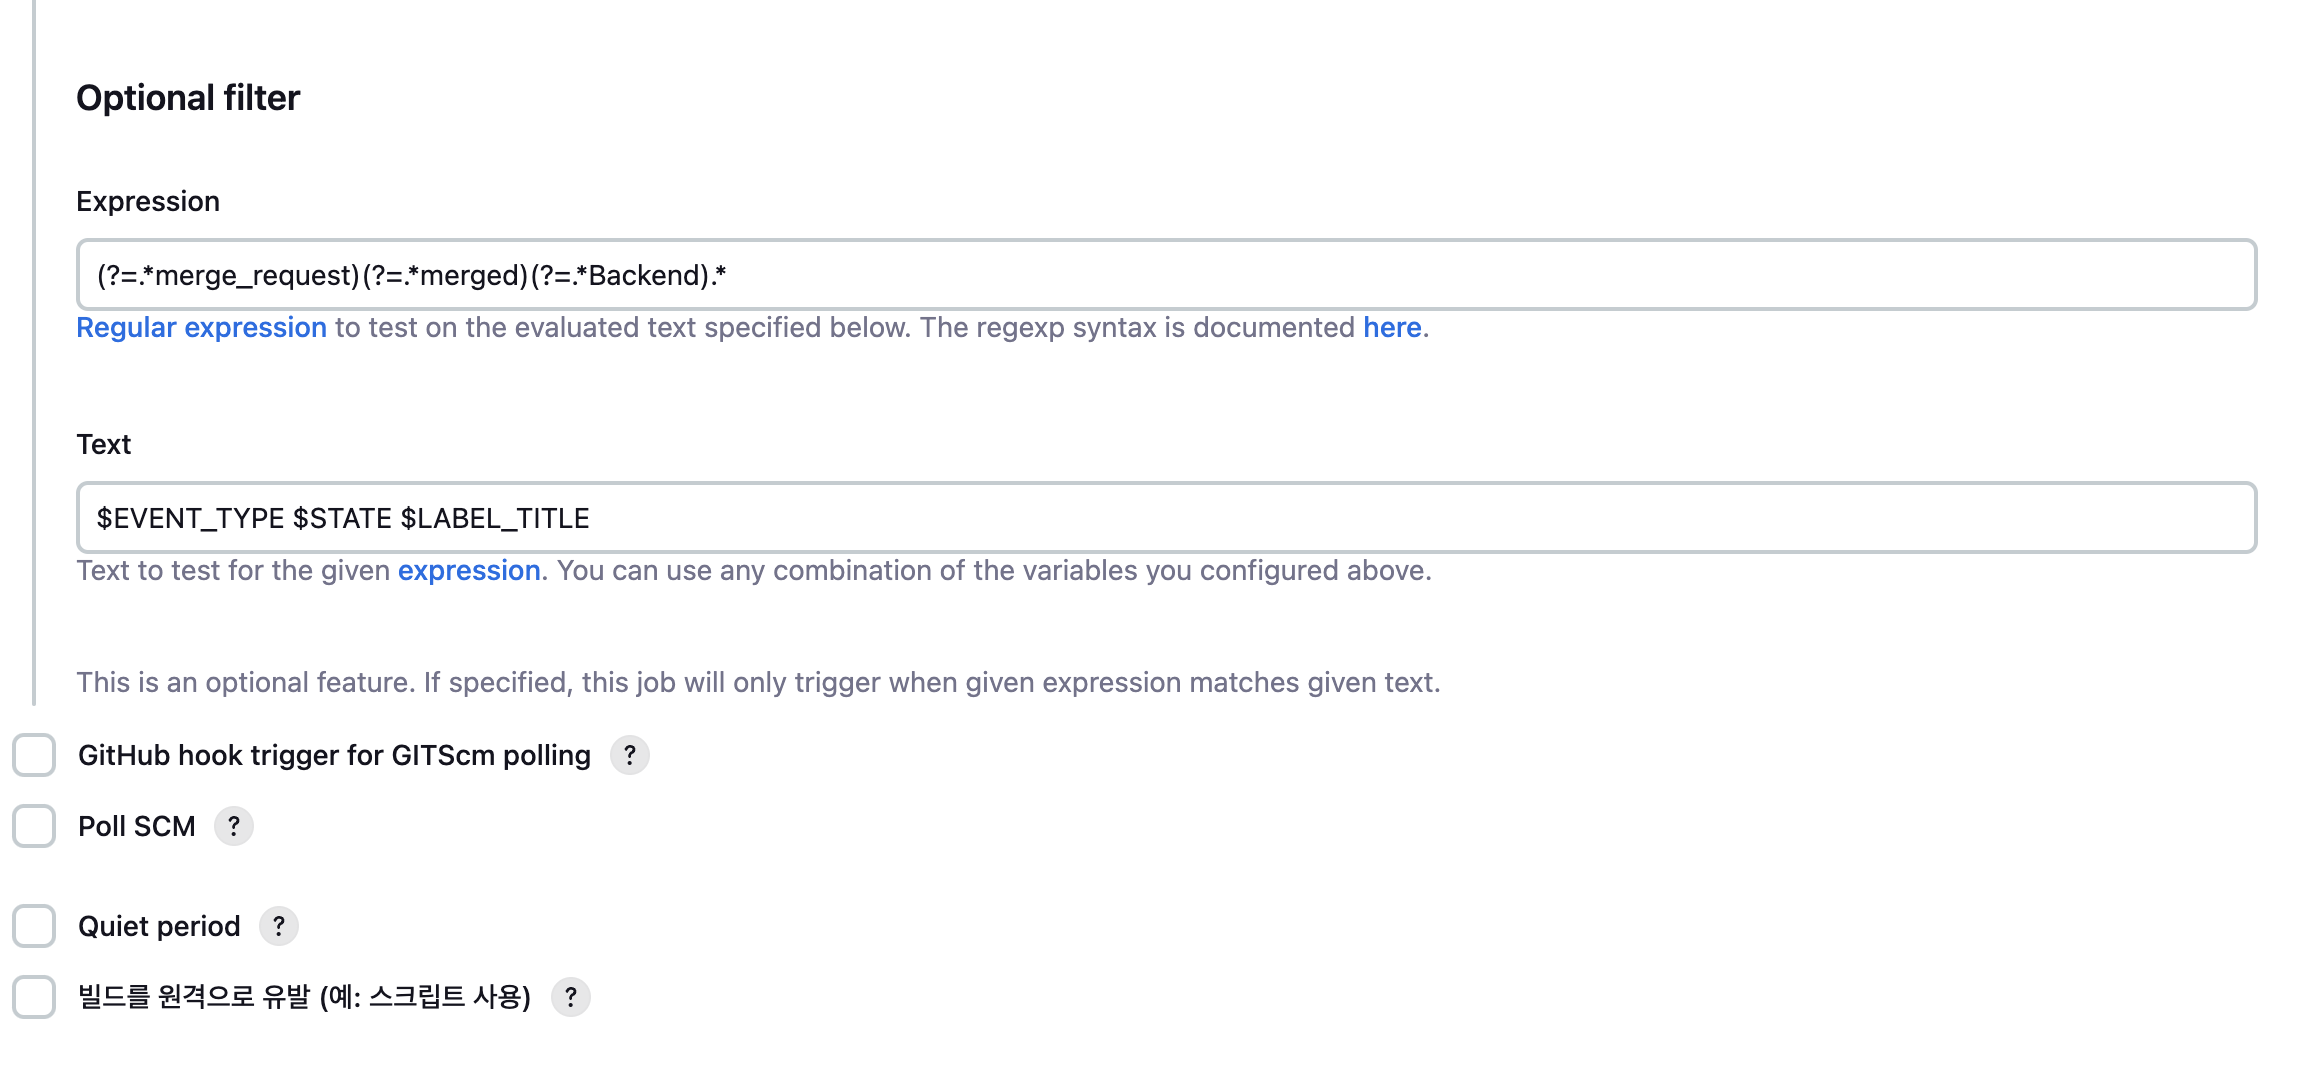 Optional filter
Expression
(?=.*merge_request)(?=.*merged)(?=.*Backend).*
Regular expression to test on the evaluated text specified below. The regexp syntax is documented here.
Text
$EVENT_TYPE $STATE $LABEL_TITLE
Text to test for the given expression. You can use any combination of the variables you configured above.
This is an optional feature. If specified, this job will only trigger when given expression matches given text.
GitHub hook trigger for GITScm polling ?
Poll SCM ?
Quiet period ?
빌드를 원격으로 유발 (예: 스크립트 사용) ?